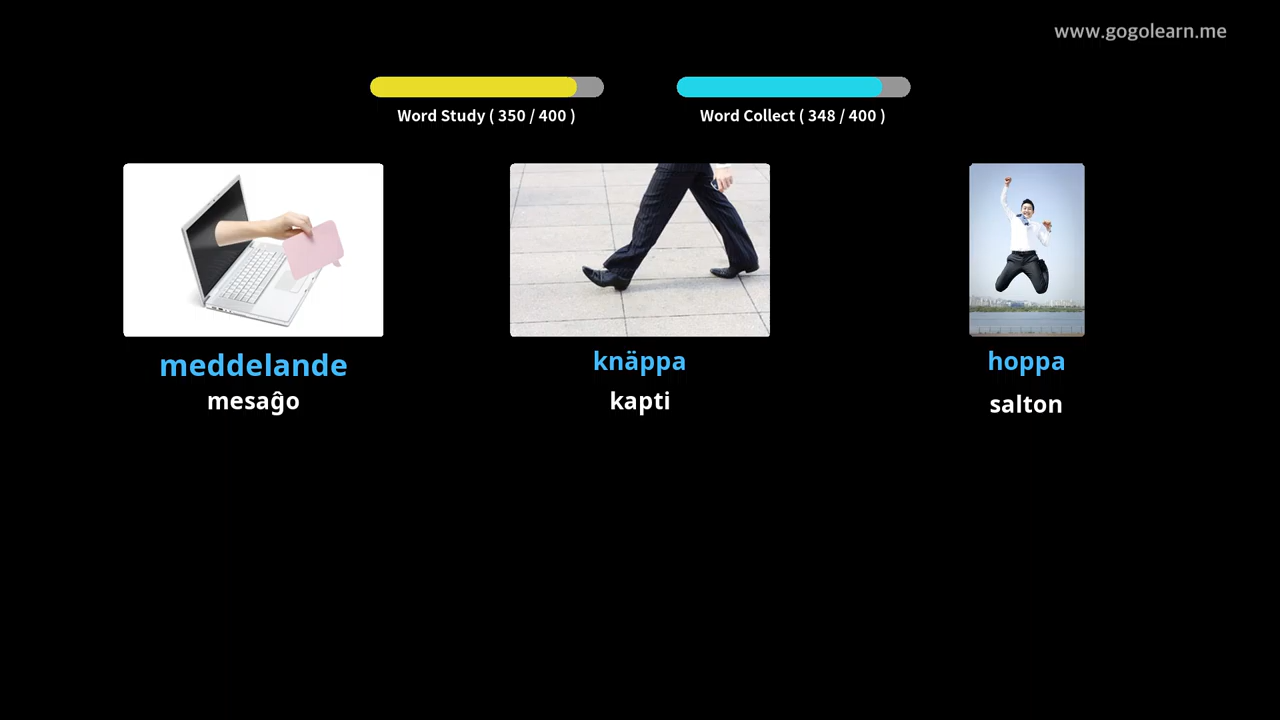 www.gogolearn.me
Word Study ( 350 / 400 )
Word Collect ( 348 / 400 )
meddelande
mesaĝo
knäppa
kapti
hoppa
salton